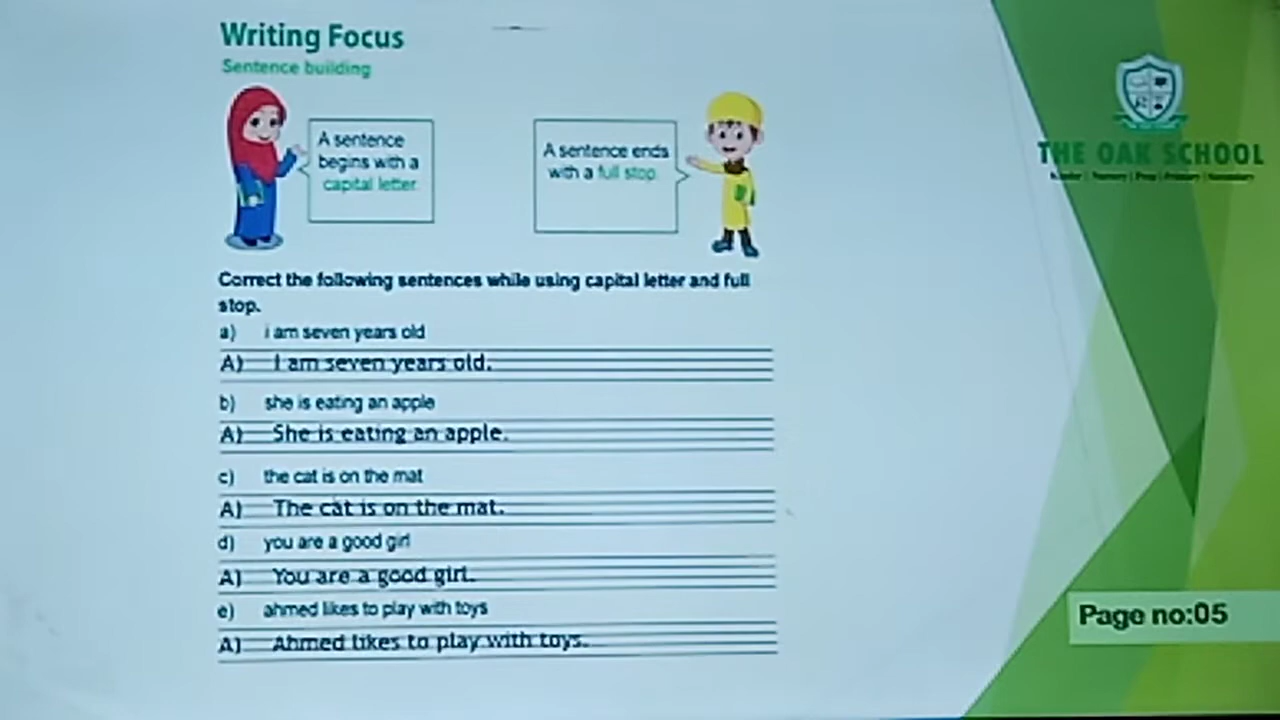 Writing Focus
Sentence building
A sentence
begins with a
capital letter
A sentence ends
with a full stop.
THE OAK SCHOOL
Correct the following sentences while using capital letter and full
stop.
a) i am seven years old
A) I am seven years old.
b) she is eating an apple
A) She is eating an apple.
c) the cat is on the mat
A) The cat is on the mat.
d) you are a good girl
A) You are a good girl.
e) ahmed likes to play with toys
A) Ahmed likes to play with toys.
Page no:05